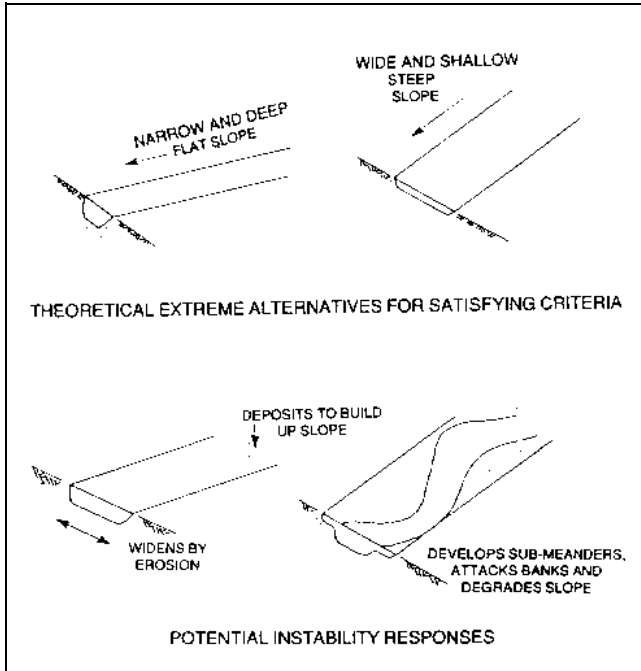 NARROW AND DEEP
FLAT SLOPE
WIDE AND SHALLOW
STEEP
SLOPE
THEORETICAL EXTREME ALTERNATIVES FOR SATISFYING CRITERIA
DEPOSITS TO BUILD
UP SLOPE
WIDENS BY
EROSION
DEVELOPS SUB-MEANDERS,
ATTACKS BANKS AND
DEGRADES SLOPE
POTENTIAL INSTABILITY RESPONSES